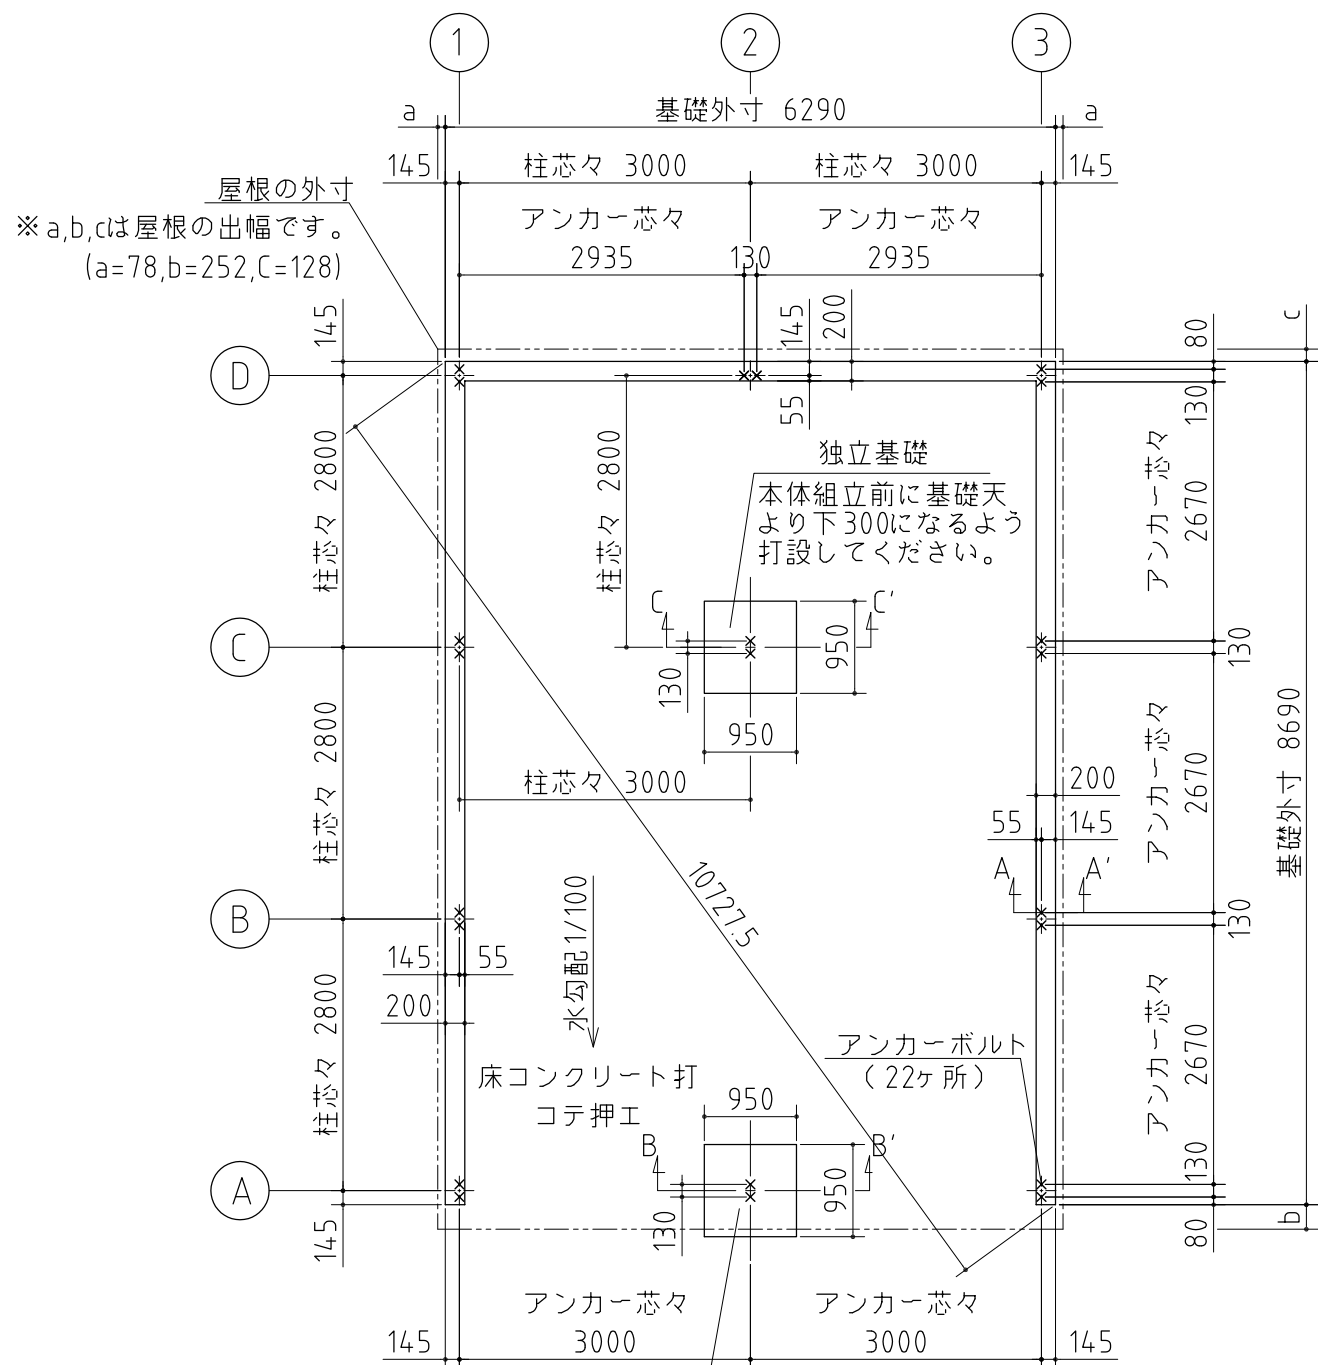 1
2
3
a
基礎外寸 6290
a
145
柱芯々 3000
柱芯々 3000
145
屋根の外寸
※a,b,cは屋根の出幅です。
(a=78,b=252,C=128)
アンカー芯々
2935
130
アンカー芯々
2935
145
145
200
80
c
D
55
130
柱芯々 2800
柱芯々 2800
独立基礎
本体組立前に基礎天
より下300になるよう
打設してください。
アンカー芯々
2670
C
C
C'
950
130
130
950
柱芯々 2800
柱芯々 3000
アンカー芯々
2670
基礎外寸 8690
200
55
145
10727.5
A
A'
B
130
145
55
200
水勾配1/100
柱芯々 2800
アンカー芯々
2670
アンカーボルト
(22ヶ所)
床コンクリート打
コテ押エ
950
B
B'
950
130
A
130
145
80
b
アンカー芯々
アンカー芯々
145
3000
3000
145